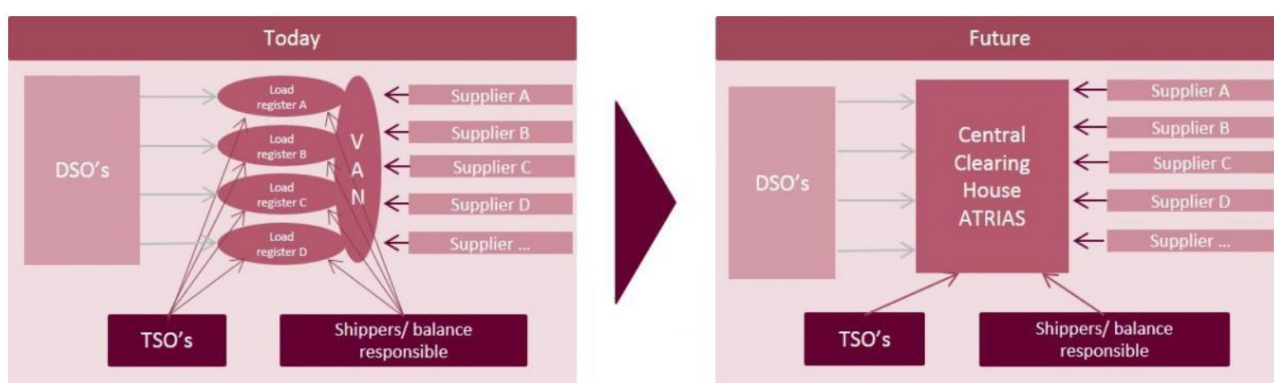 Today
DSO's
Load
register A
Load
register B
Load
register C
Load
register D
V
A
N
Supplier A
Supplier B
Supplier C
Supplier D
Supplier ...
TSO's
Shippers/ balance
responsible
Future
DSO's
Central
Clearing
House
ATRIAS
Supplier A
Supplier B
Supplier C
Supplier D
Supplier ...
TSO's
Shippers/ balance
responsible